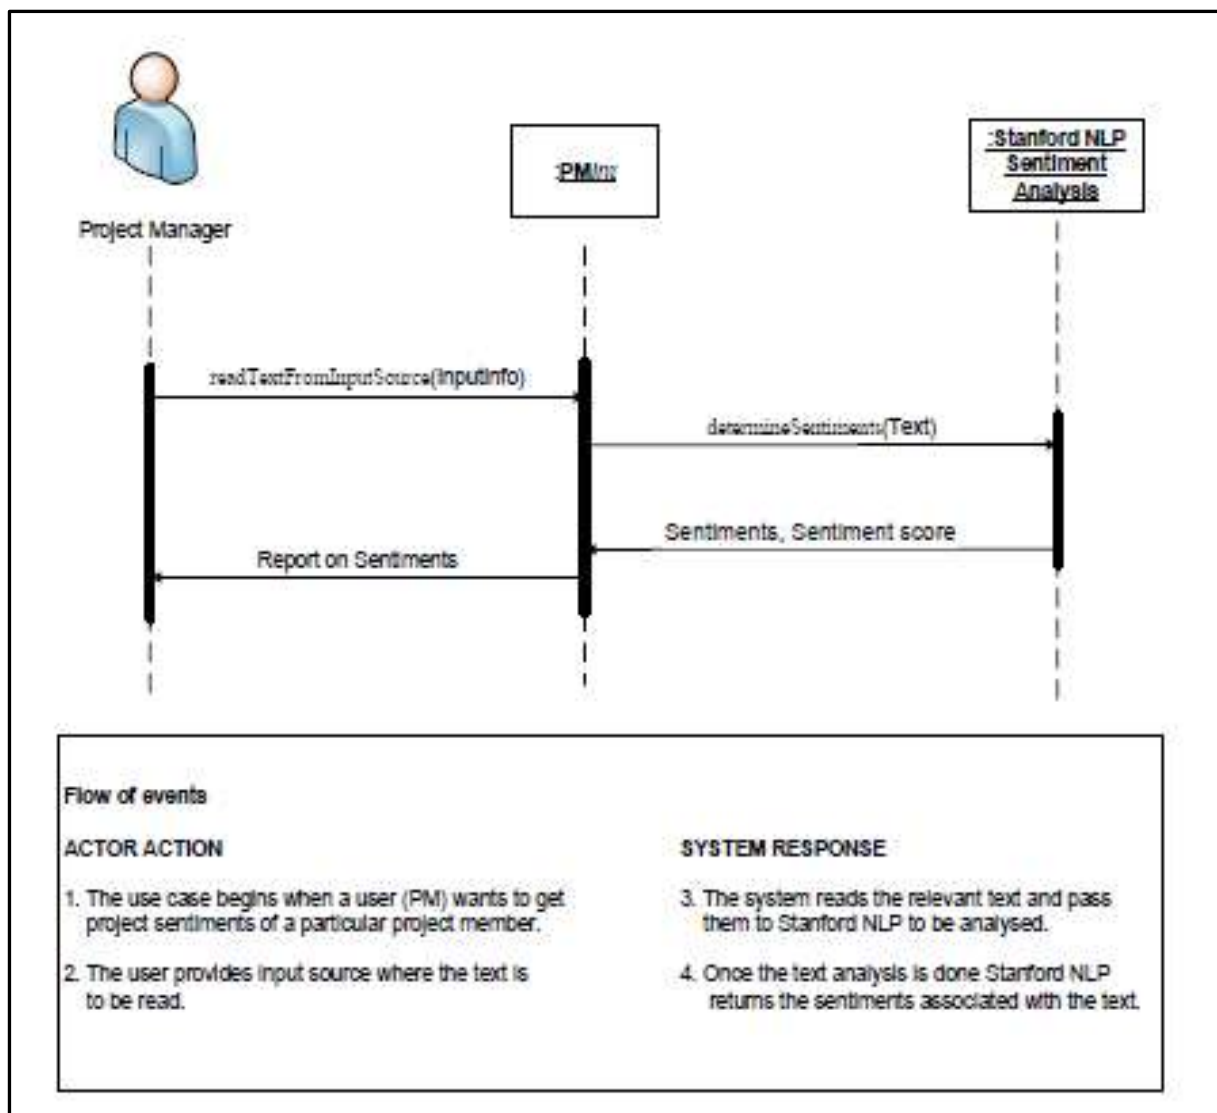 Project Manager
:PMInt
:Stanford NLP
Sentiment
Analysis
readTextFromInputSource(InputInfo)
determineSentiments(Text)
Sentiments, Sentiment score
Report on Sentiments
Flow of events
ACTOR ACTION
1. The use case begins when a user (PM) wants to get
project sentiments of a particular project member.
2. The user provides input source where the text is
to be read.
SYSTEM RESPONSE
3. The system reads the relevant text and pass
them to Stanford NLP to be analysed.
4. Once the text analysis is done Stanford NLP
returns the sentiments associated with the text.